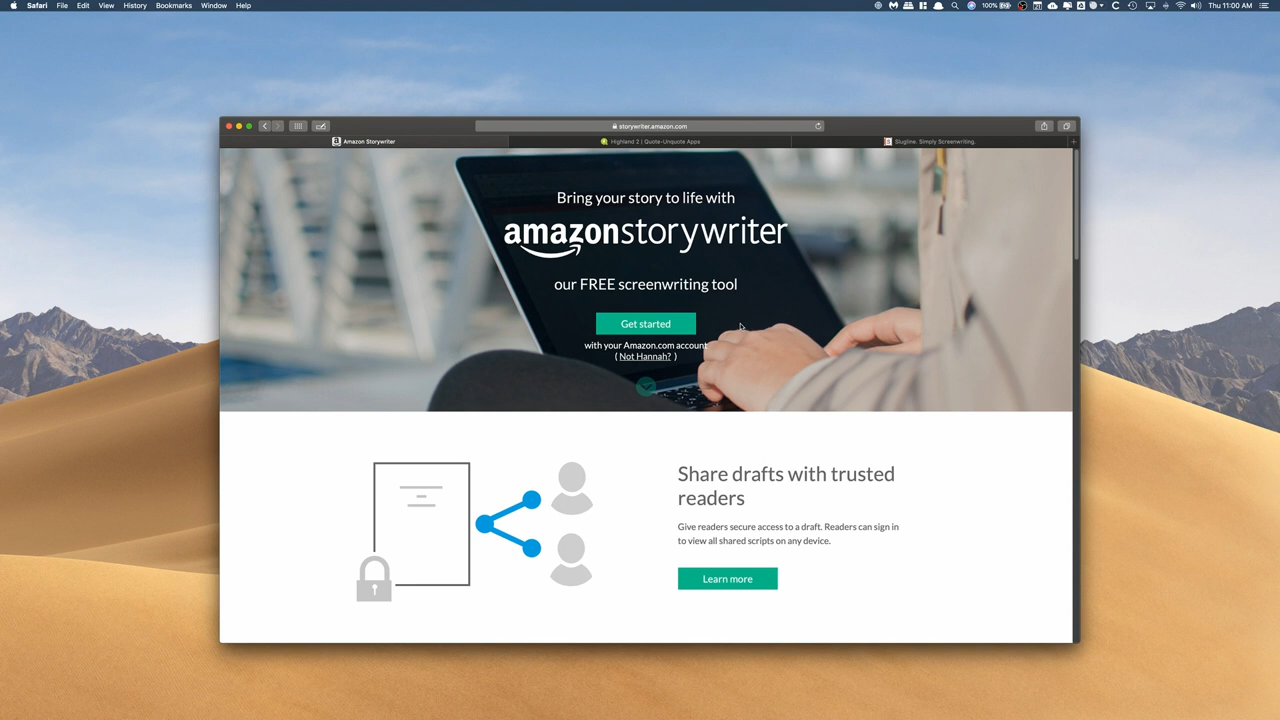 Safari File Edit View History Bookmarks Window Help
100% Thu 11:00 AM
storywriter.amazon.com
Amazon Storywriter
Highland 2 | Quote-Unquote Apps
Slugline. Simply Screenwriting.
Bring your story to life with
amazonstorywriter
our FREE screenwriting tool
Get started
with your Amazon.com account
( Not Hannah? )
Share drafts with trusted
readers
Give readers secure access to a draft. Readers can sign in
to view all shared scripts on any device.
Learn more